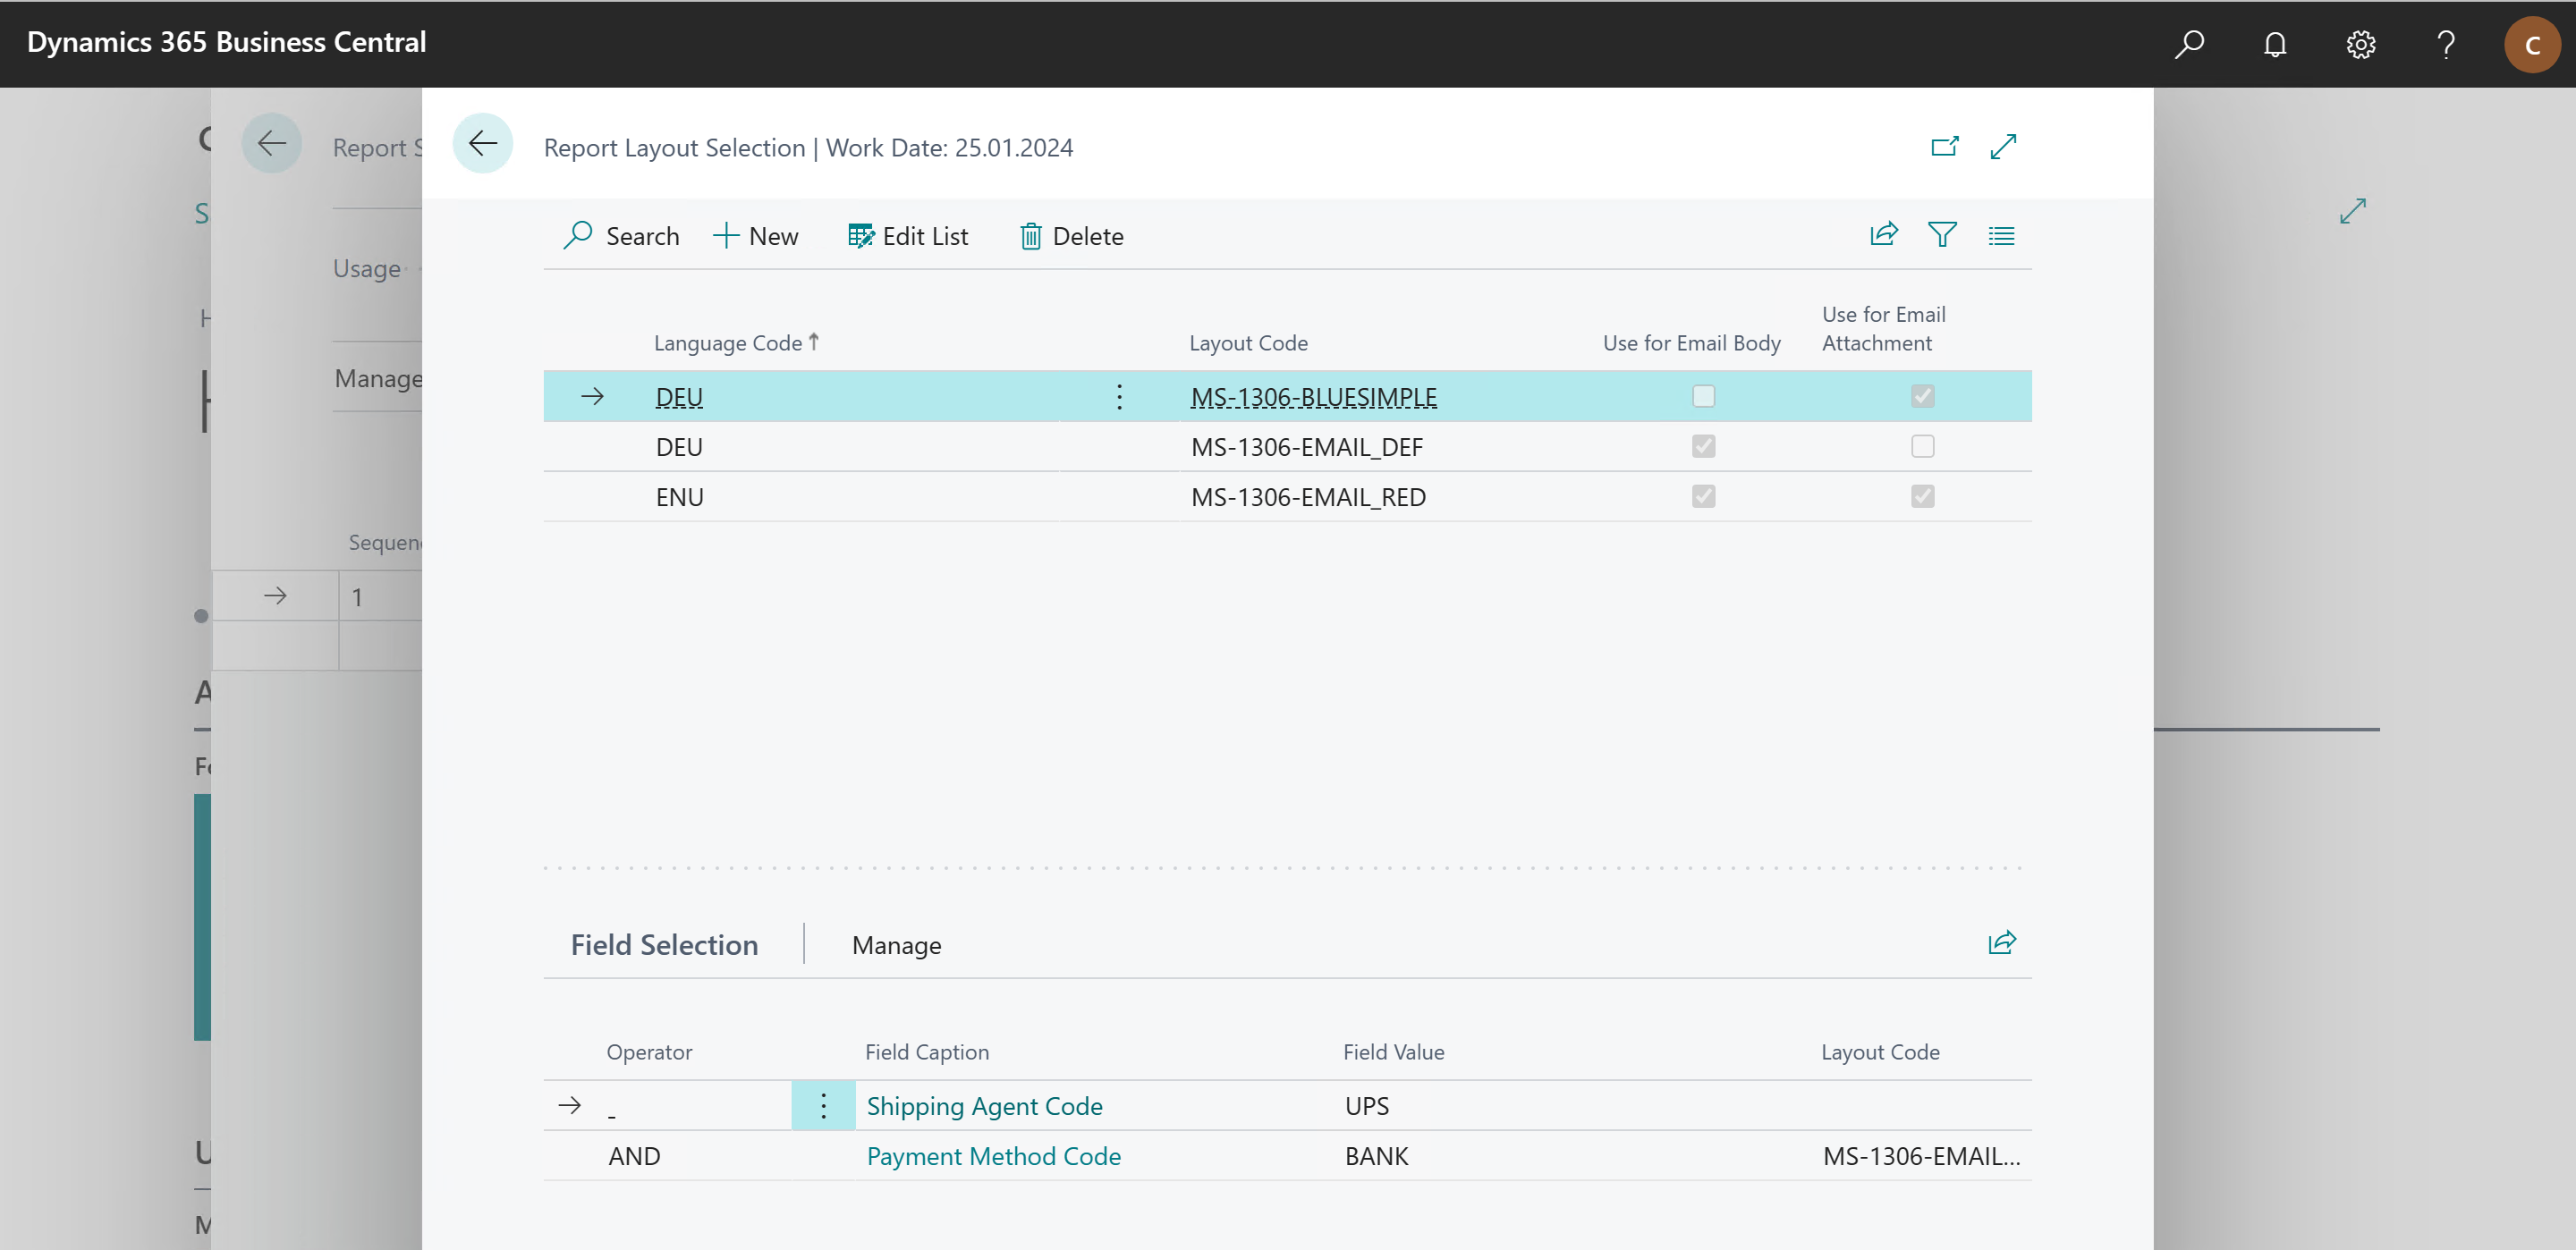 Dynamics 365 Business Central
C
Report S
Report Layout Selection | Work Date: 25.01.2024
Search
New
Edit List
Delete
Usage
Manage
Language Code ↑
Layout Code
Use for Email Body
Use for Email
Attachment
DEU
MS-1306-BLUESIMPLE
DEU
MS-1306-EMAIL_DEF
ENU
MS-1306-EMAIL_RED
1
Field Selection
Manage
Operator
Field Caption
Field Value
Layout Code
_
Shipping Agent Code
UPS
AND
Payment Method Code
BANK
MS-1306-EMAIL...